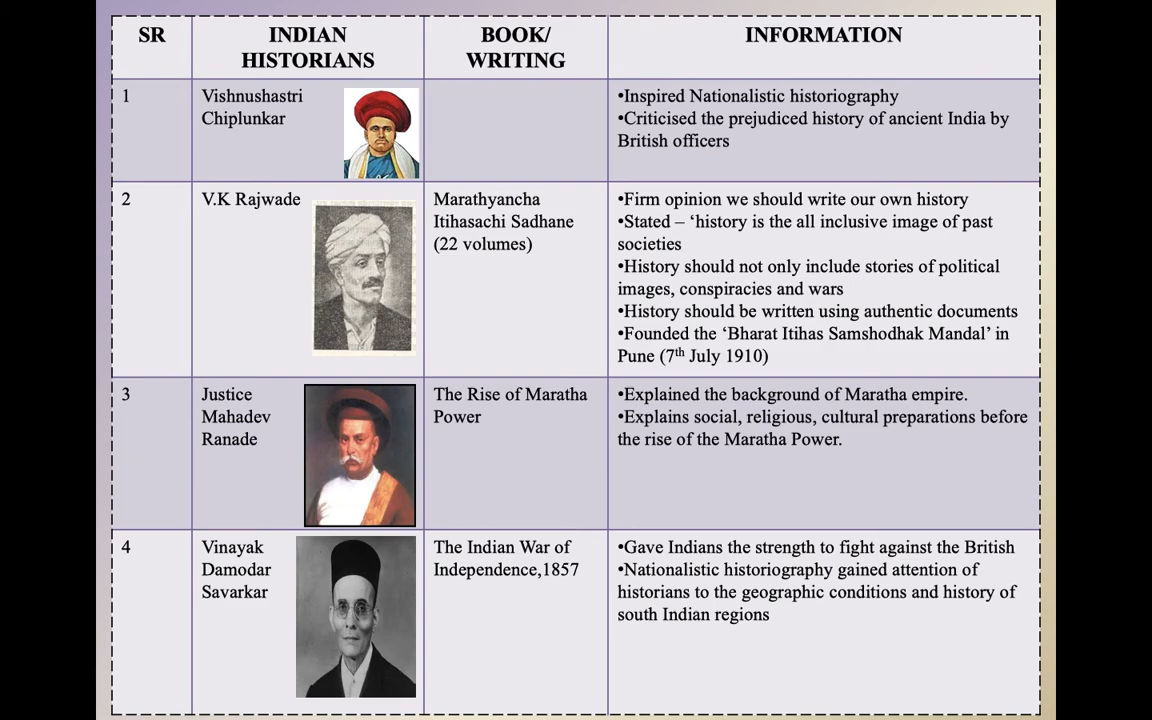 SR
INDIAN
HISTORIANS
BOOK/
WRITING
INFORMATION
1
Vishnushastri
Chiplunkar
•Inspired Nationalistic historiography
•Criticised the prejudiced history of ancient India by
British officers
2
V.K Rajwade
Marathyancha
Itihasachi Sadhane
(22 volumes)
•Firm opinion we should write our own history
•Stated – ‘history is the all inclusive image of past
societies
•History should not only include stories of political
images, conspiracies and wars
•History should be written using authentic documents
•Founded the ‘Bharat Itihas Samshodhak Mandal’ in
Pune (7th July 1910)
3
Justice
Mahadev
Ranade
The Rise of Maratha
Power
•Explained the background of Maratha empire.
•Explains social, religious, cultural preparations before
the rise of the Maratha Power.
4
Vinayak
Damodar
Savarkar
The Indian War of
Independence,1857
•Gave Indians the strength to fight against the British
•Nationalistic historiography gained attention of
historians to the geographic conditions and history of
south Indian regions